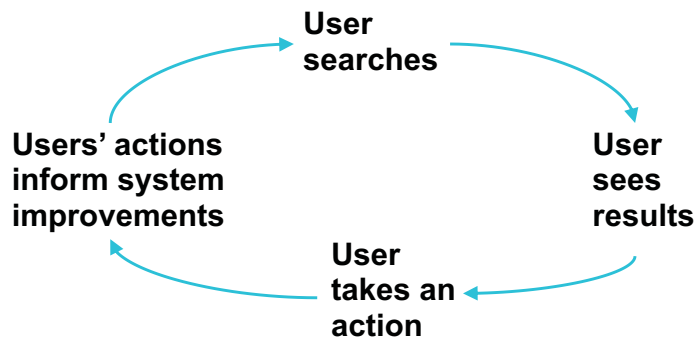 User
searches
User
sees
results
User
takes an
action
Users’ actions
inform system
improvements